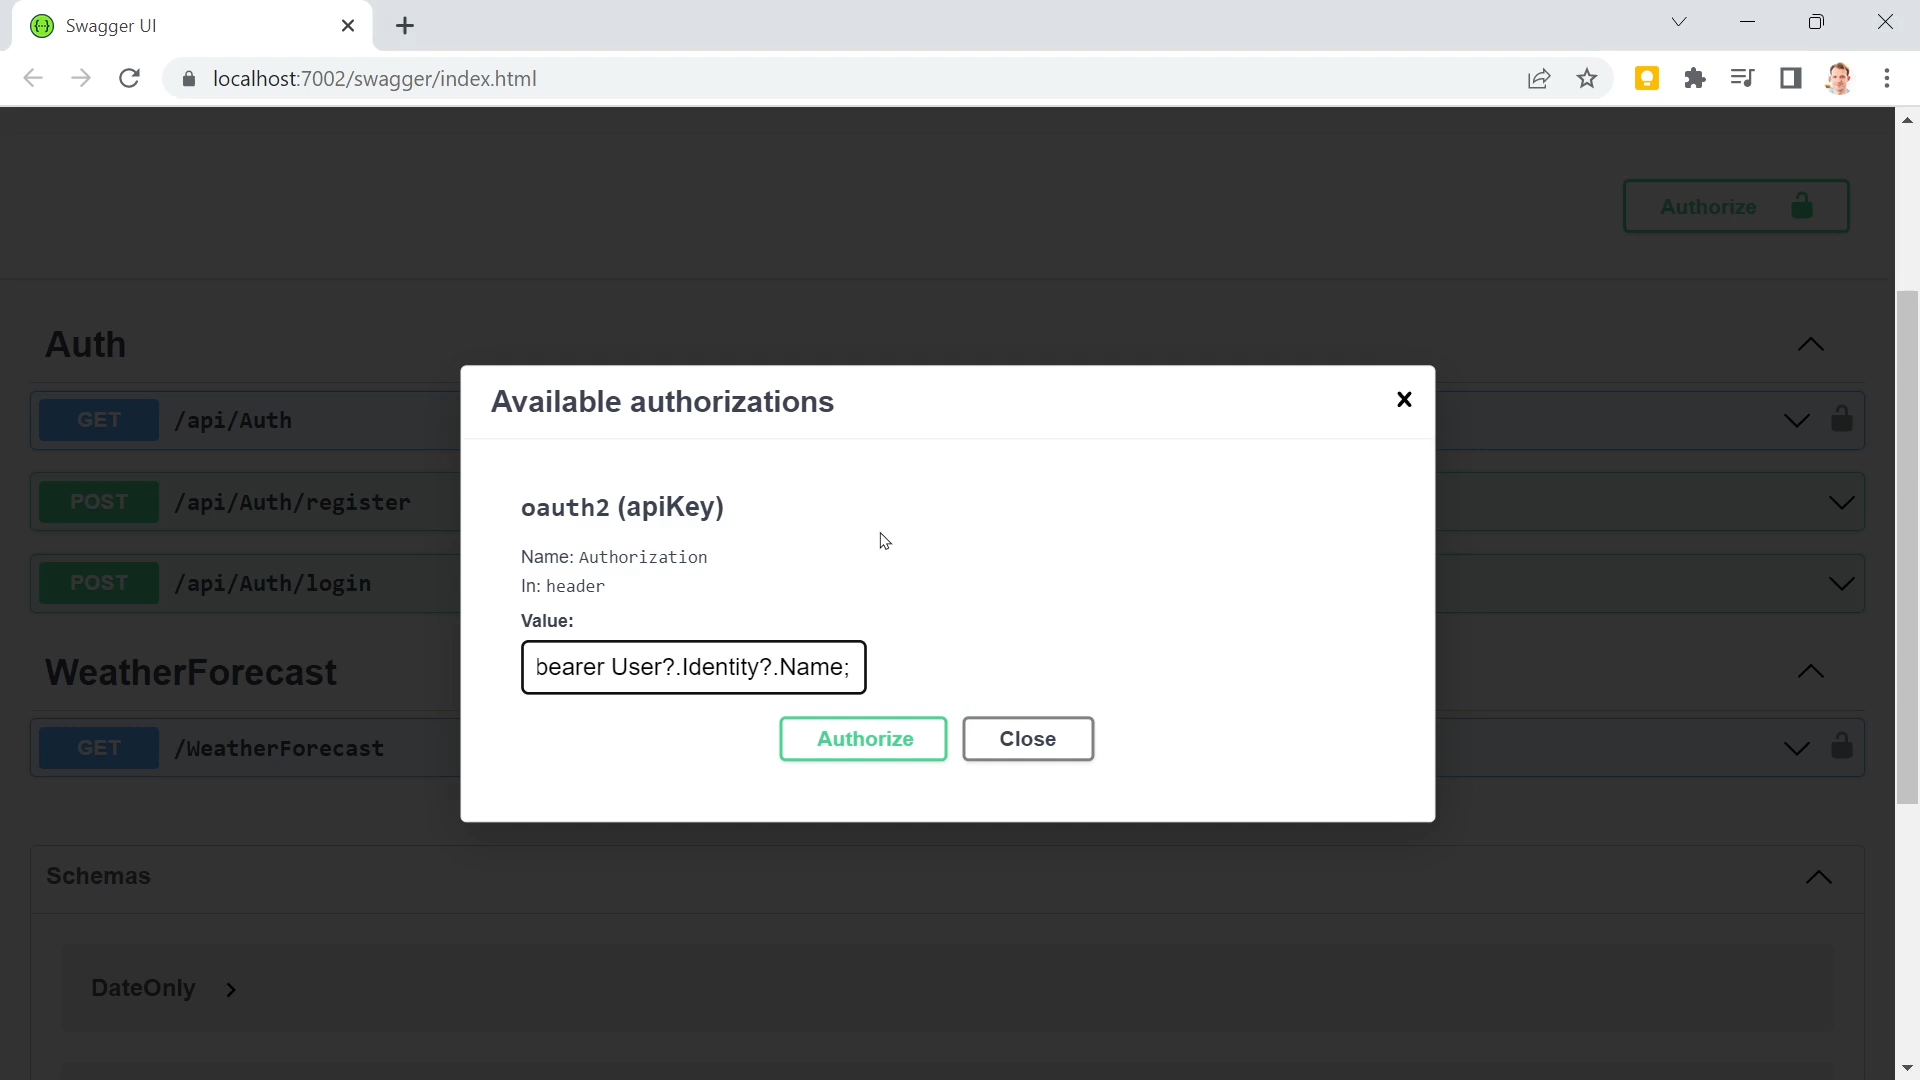 Swagger UI
localhost:7002/swagger/index.html
Authorize
Auth
GET /api/Auth
POST /api/Auth/register
POST /api/Auth/login
WeatherForecast
GET /WeatherForecast
Schemas
DateOnly
Available authorizations
oauth2 (apiKey)
Name: Authorization
In: header
Value:
bearer User?.Identity?.Name;
Authorize Close